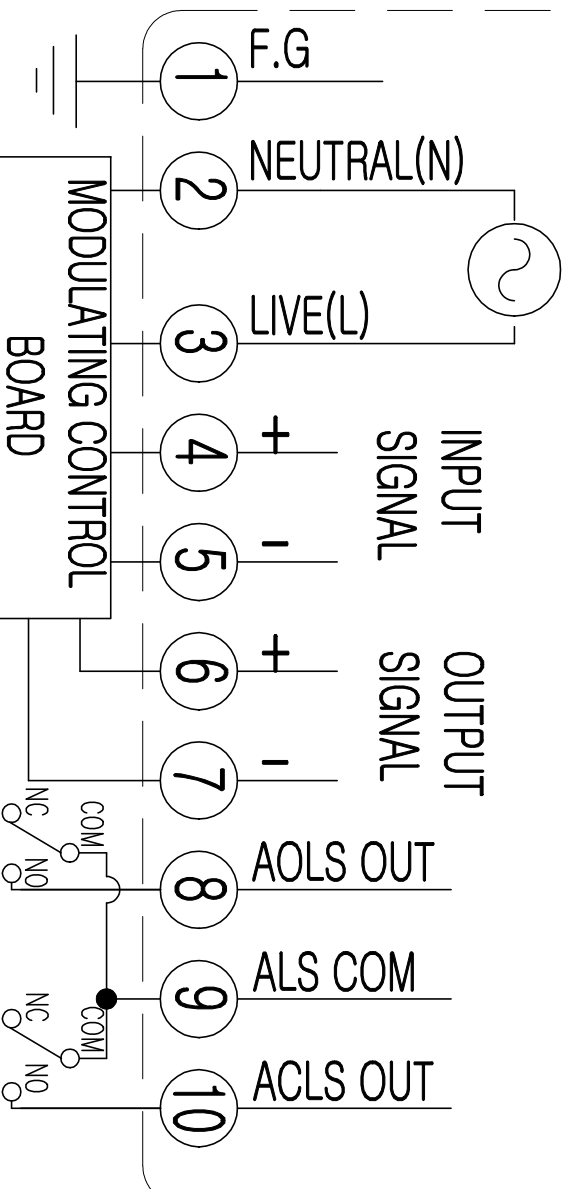 F.G
1
NEUTRAL(N)
2
LIVE(L)
3
+
4
-
5
INPUT
SIGNAL
+
6
-
7
OUTPUT
SIGNAL
MODULATING CONTROL
BOARD
AOLS OUT
8
ALS COM
9
ACLS OUT
10
COM
NC
NO
COM
NC
NO